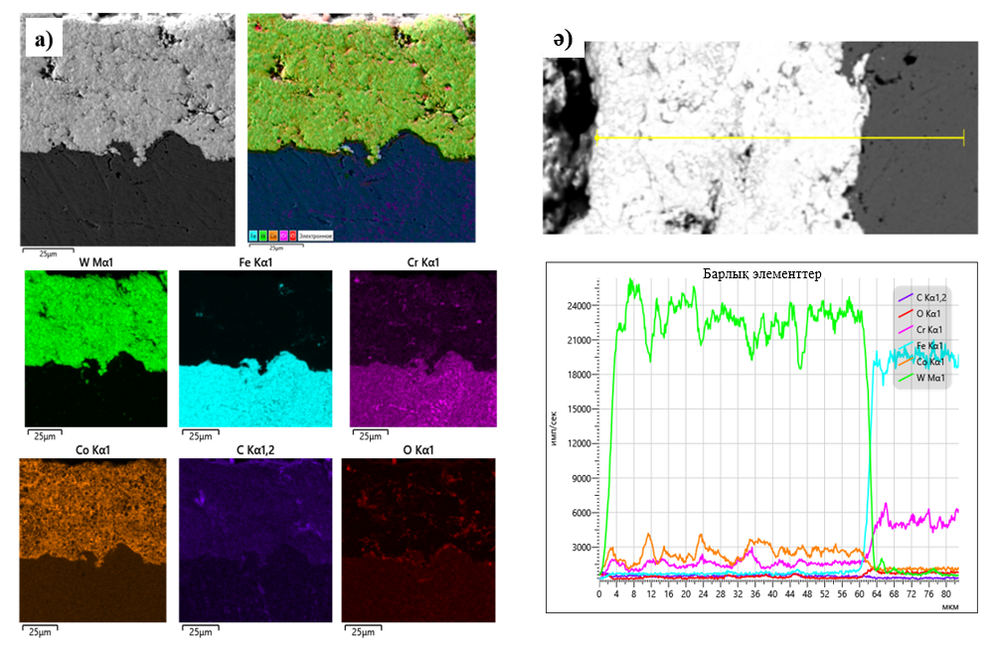 а)
Fe W Co Cr O Электронное
25μm
25μm
W Mα1
Fe Kα1
Cr Kα1
25μm
25μm
25μm
Co Kα1
C Kα1,2
O Kα1
25μm
25μm
25μm
ә)
Барлық элементтер
C Kα1,2
O Kα1
Cr Kα1
Fe Kα1
Co Kα1
W Mα1
имп/сек
24000
21000
18000
15000
12000
9000
6000
3000
0 4 8 12 16 20 24 28 32 36 40 44 48 52 56 60 64 68 72 76 80
мкм